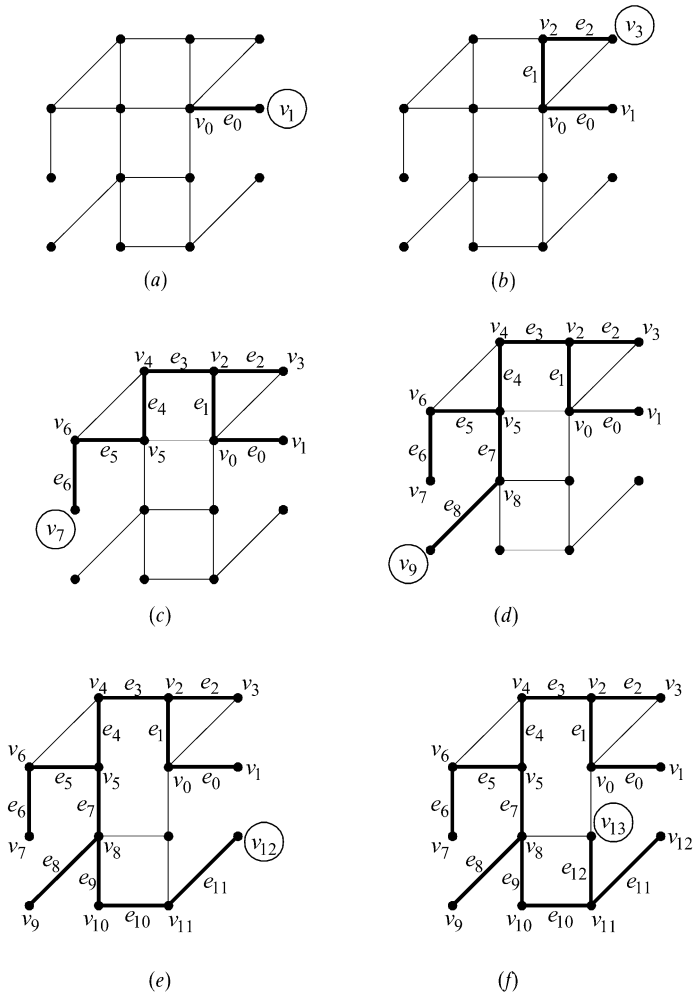 v₁
v₀ e₀
(a)
v₂ e₂ v₃
e₁
v₀ e₀ v₁
(b)
v₄ e₃ v₂ e₂ v₃
e₄ e₁
v₆ e₅ v₅ v₀ e₀ v₁
e₆
v₇
(c)
v₄ e₃ v₂ e₂ v₃
e₄ e₁
v₆ e₅ v₅ v₀ e₀ v₁
e₆ e₇
v₇ e₈ v₈
v₉
(d)
v₄ e₃ v₂ e₂ v₃
e₄ e₁
v₆ e₅ v₅ v₀ e₀ v₁
e₆ e₇
v₇ e₈ v₈ v₁₂
e₉ e₁₁
v₉ v₁₀ e₁₀ v₁₁
(e)
v₄ e₃ v₂ e₂ v₃
e₄ e₁
v₆ e₅ v₅ v₀ e₀ v₁
e₆ e₇ v₁₃
v₇ e₈ v₈ v₁₂
e₉ e₁₂ e₁₁
v₉ v₁₀ e₁₀ v₁₁
(f)